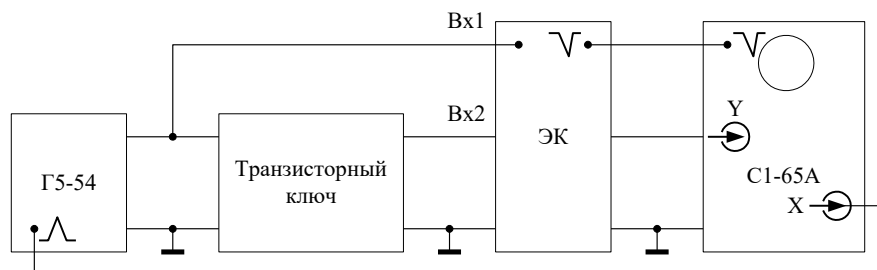 Вх1
Вх2
Г5-54
Транзисторный
ключ
ЭК
Y
С1-65А
X